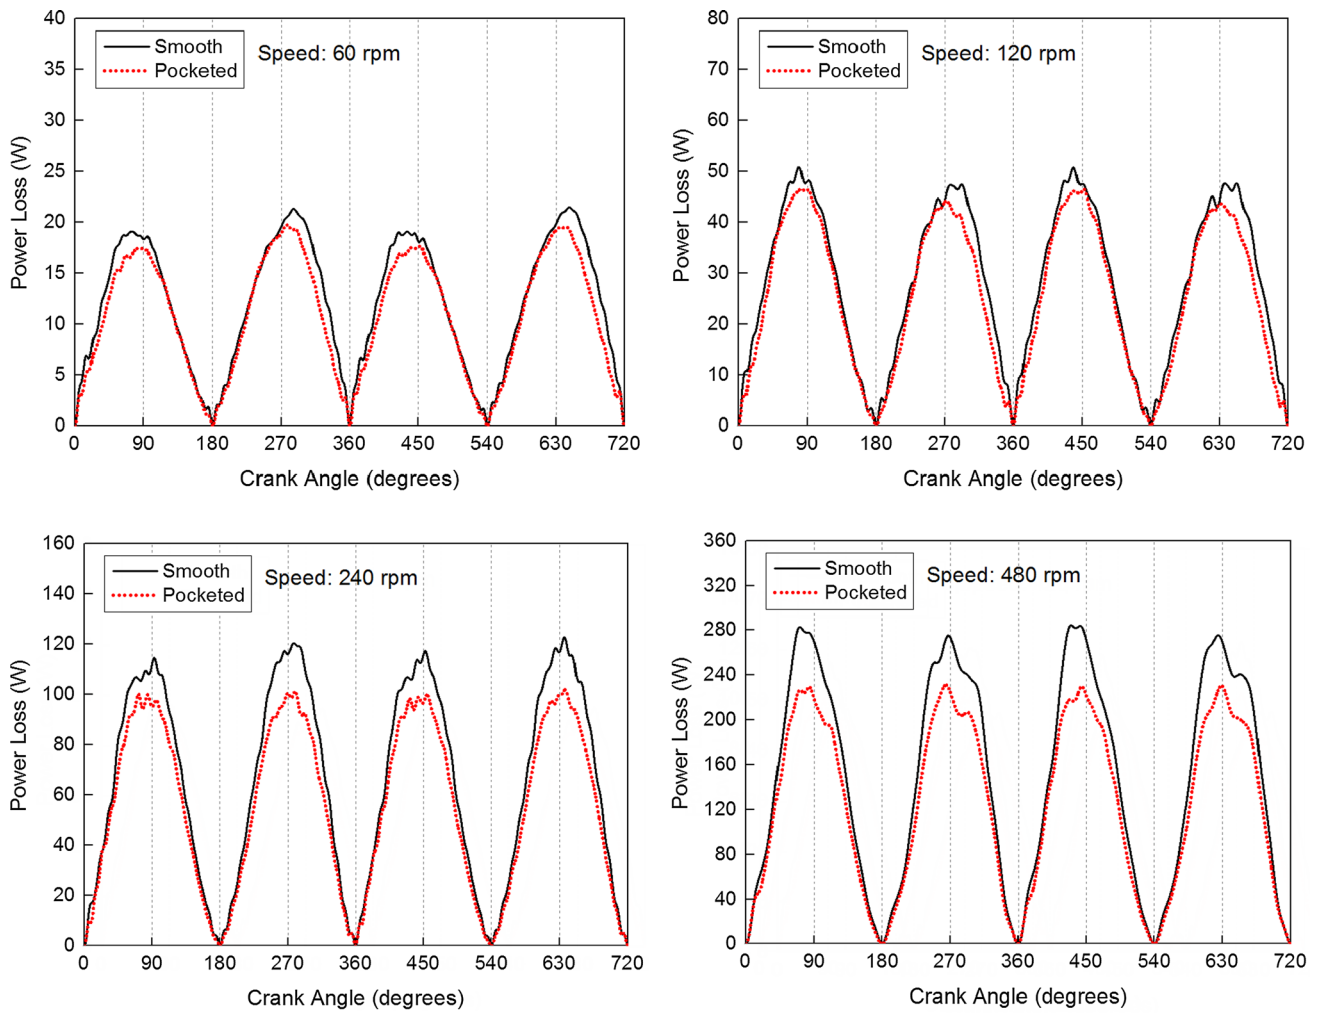 40
35
30
25
20
15
10
5
0
Power Loss (W)
Smooth
Pocketed
Speed: 60 rpm
0 90 180 270 360 450 540 630 720
Crank Angle (degrees)
80
70
60
50
40
30
20
10
0
Power Loss (W)
Smooth
Pocketed
Speed: 120 rpm
0 90 180 270 360 450 540 630 720
Crank Angle (degrees)
160
140
120
100
80
60
40
20
0
Power Loss (W)
Smooth
Pocketed
Speed: 240 rpm
0 90 180 270 360 450 540 630 720
Crank Angle (degrees)
360
320
280
240
200
160
120
80
40
0
Power Loss (W)
Smooth
Pocketed
Speed: 480 rpm
0 90 180 270 360 450 540 630 720
Crank Angle (degrees)